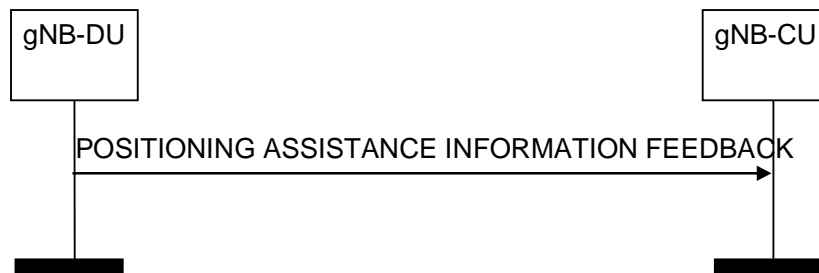 gNB-DU
gNB-CU
POSITIONING ASSISTANCE INFORMATION FEEDBACK